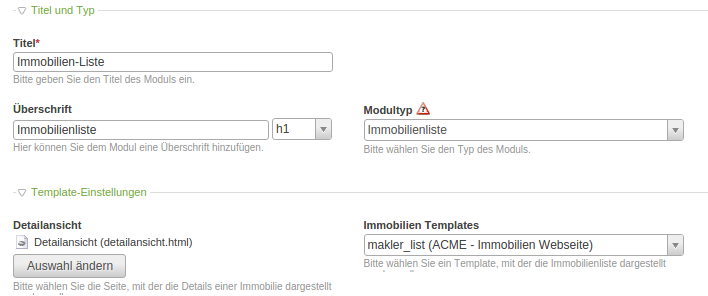 Titel und Typ
Titel*
Immobilien-Liste
Bitte geben Sie den Titel des Moduls ein.
Überschrift
Modultyp
Immobilienliste h1
Immobilienliste
Hier können Sie dem Modul eine Überschrift hinzufügen.
Bitte wählen Sie den Typ des Moduls.
Template-Einstellungen
Detailansicht
Immobilien Templates
Detailansicht (detailansicht.html)
makler_list (ACME - Immobilien Webseite)
Auswahl ändern
Bitte wählen Sie ein Template, mit der die Immobilienliste dargestellt
Bitte wählen Sie die Seite, mit der die Details einer Immobilie dargestellt